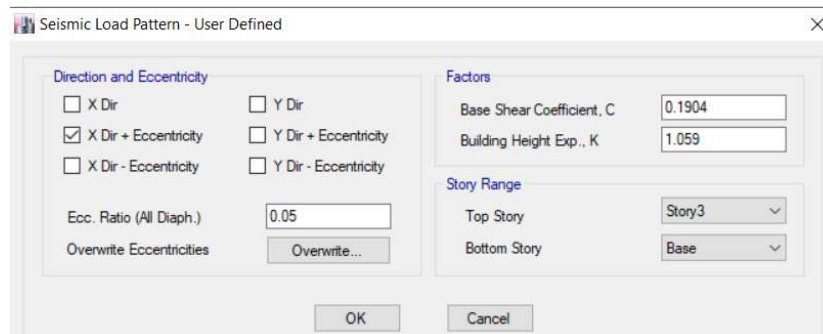 Seismic Load Pattern - User Defined
Direction and Eccentricity
X Dir
Y Dir
X Dir + Eccentricity
Y Dir + Eccentricity
X Dir - Eccentricity
Y Dir - Eccentricity
Ecc. Ratio (All Diaph.)
0.05
Overwrite Eccentricities
Overwrite...
Factors
Base Shear Coefficient, C
0.1904
Building Height Exp., K
1.059
Story Range
Top Story
Story3
Bottom Story
Base
OK
Cancel